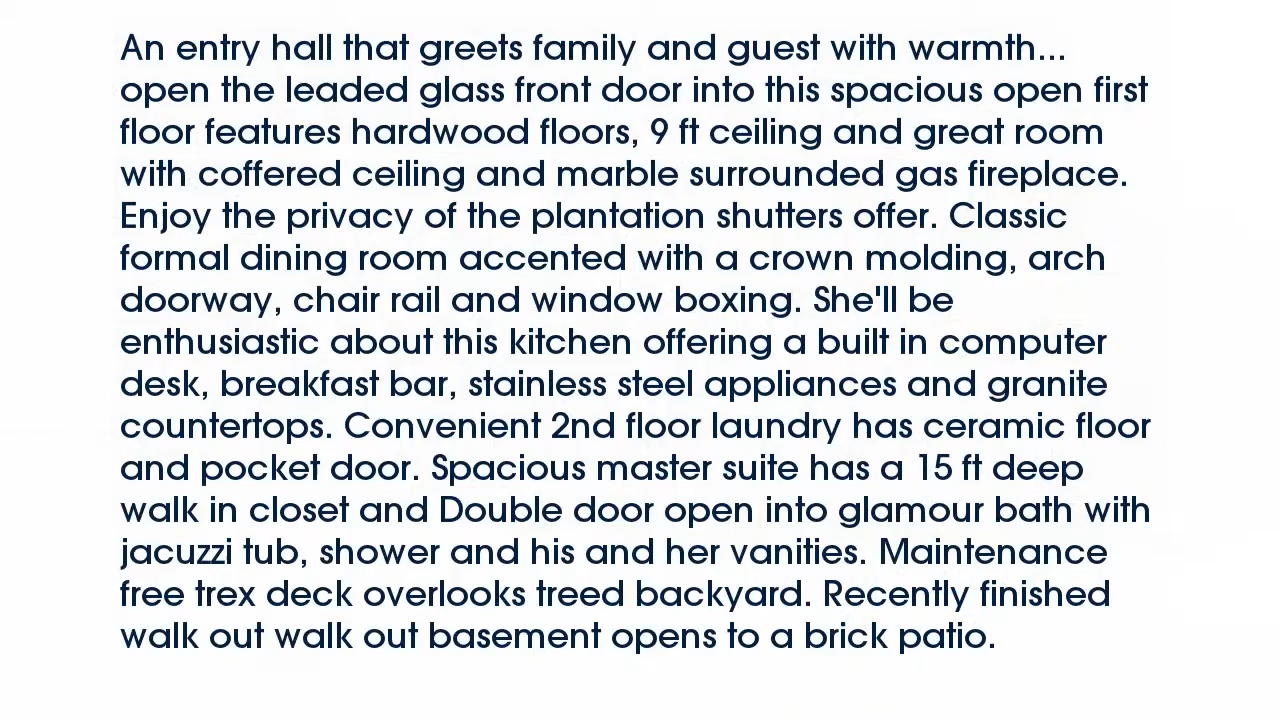 An entry hall that greets family and guest with warmth...
open the leaded glass front door into this spacious open first
floor features hardwood floors, 9 ft ceiling and great room
with coffered ceiling and marble surrounded gas fireplace.
Enjoy the privacy of the plantation shutters offer. Classic
formal dining room accented with a crown molding, arch
doorway, chair rail and window boxing. She'll be
enthusiastic about this kitchen offering a built in computer
desk, breakfast bar, stainless steel appliances and granite
countertops. Convenient 2nd floor laundry has ceramic floor
and pocket door. Spacious master suite has a 15 ft deep
walk in closet and Double door open into glamour bath with
jacuzzi tub, shower and his and her vanities. Maintenance
free trex deck overlooks treed backyard. Recently finished
walk out walk out basement opens to a brick patio.